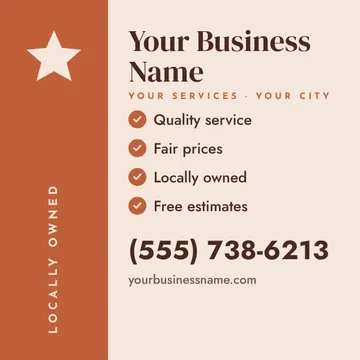 Your Business
Name
YOUR SERVICES · YOUR CITY
Quality service
Fair prices
Locally owned
Free estimates
(555) 738-6213
yourbusinessname.com
LOCALLY OWNED